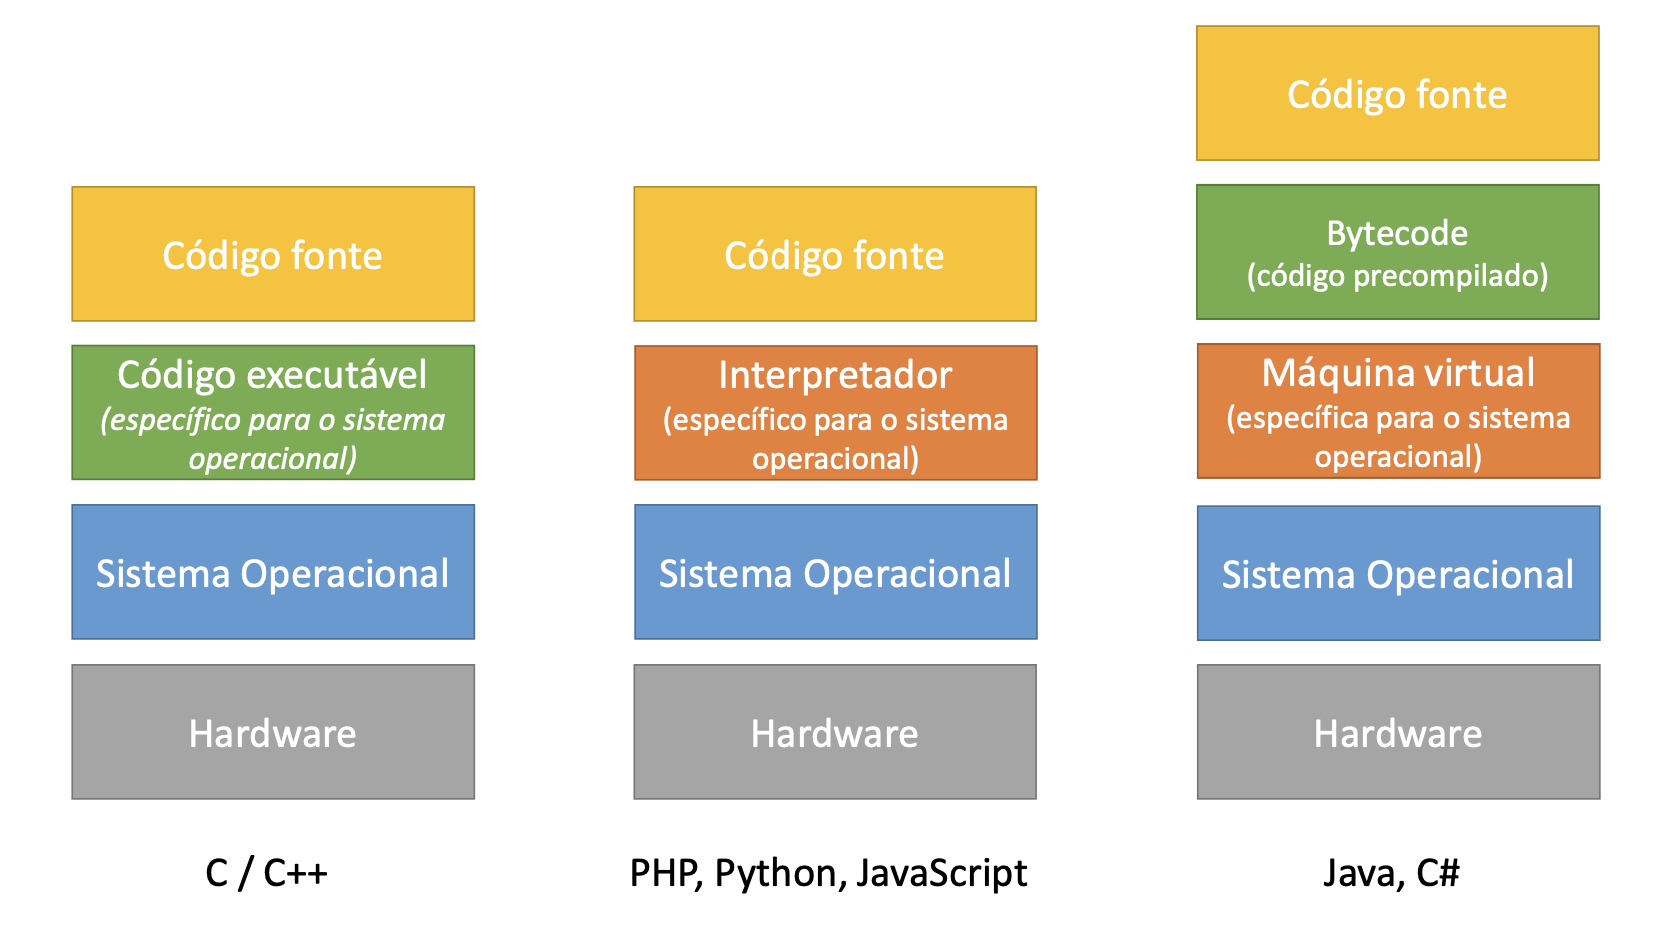 Código fonte
Código executável
(específico para o sistema
operacional)
Sistema Operacional
Hardware
C / C++
Código fonte
Interpretador
(específico para o sistema
operacional)
Sistema Operacional
Hardware
PHP, Python, JavaScript
Código fonte
Bytecode
(código precompilado)
Máquina virtual
(específica para o sistema
operacional)
Sistema Operacional
Hardware
Java, C#